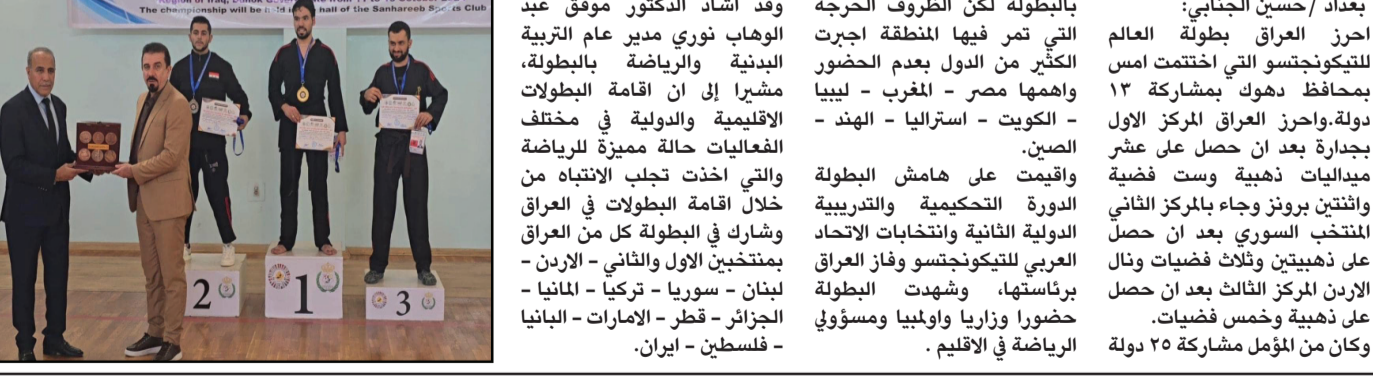 بغداد /حسين الجنابي:
احرز العراق بطولة العالم
للتيكونجتسو التي اختتمت امس
بمحافظ دهوك بمشاركة ١٣
دولة.واحرز العراق المركز الاول
بجدارة بعد ان حصل على عشر
ميداليات ذهبية وست فضية
واثنتين برونز وجاء بالمركز الثاني
المنتخب السوري بعد ان حصل
على ذهبيتين وثلاث فضيات ونال
الاردن المركز الثالث بعد ان حصل
على ذهبية وخمس فضيات.
وكان من المؤمل مشاركة ٢٥ دولة
بالبطولة لكن الظروف الحرجة
التي تمر فيها المنطقة اجبرت
الكثير من الدول بعدم الحضور
واهمها مصر - المغرب - ليبيا
- الكويت - استراليا - الهند -
الصين.
واقيمت على هامش البطولة
الدورة التحكيمية والتدريبية
الدولية الثانية وانتخابات الاتحاد
العربي للتيكونجتسو وفاز العراق
برئاستها، وشهدت البطولة
حضورا وزاريا واولمبيا ومسؤولي
الرياضة في الاقليم .
وقد اشاد الدكتور موفق عبد
الوهاب نوري مدير عام التربية
البدنية والرياضة بالبطولة،
مشيرا إلى ان اقامة البطولات
الاقليمية والدولية في مختلف
الفعاليات حالة مميزة للرياضة
والتي اخذت تجلب الانتباه من
خلال اقامة البطولات في العراق
وشارك في البطولة كل من العراق
بمنتخبين الاول والثاني - الاردن -
لبنان - سوريا - تركيا - المانيا -
الجزائر - قطر - الامارات - البانيا
- فلسطين - ايران.
The championship will be held in the hall of the Sanhareeb Sports Club
2 1 3